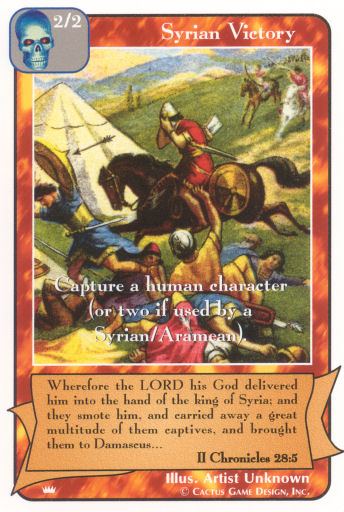 2/2
Syrian Victory
Capture a human character
(or two if used by a
Syrian/Aramean).
Wherefore the LORD his God delivered
him into the hand of the king of Syria; and
they smote him, and carried away a great
multitude of them captives, and brought
them to Damascus...
II Chronicles 28:5
Illus. Artist Unknown
© Cactus Game Design, Inc.